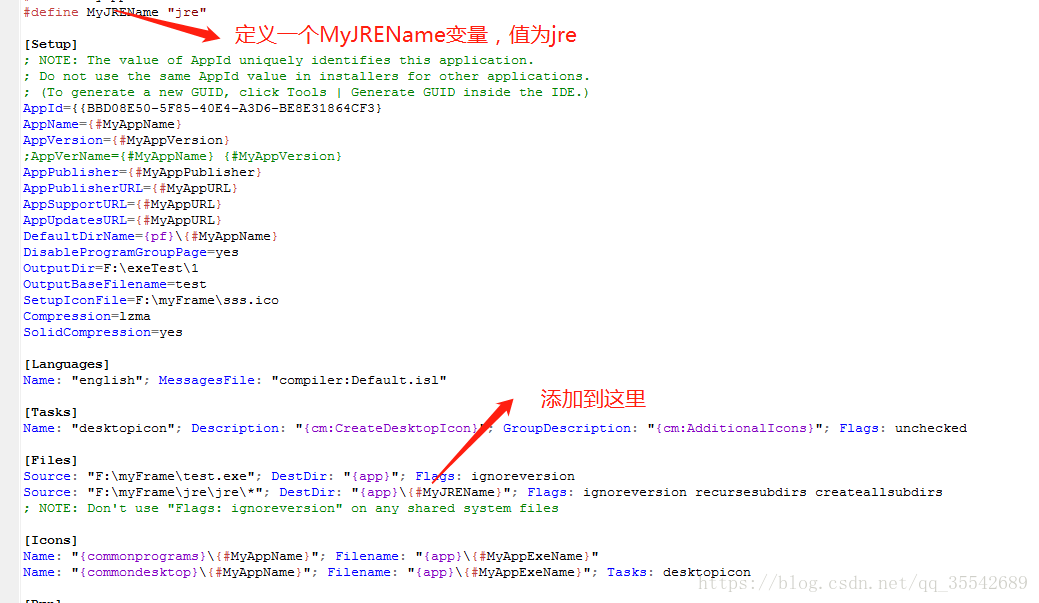 #define MyJREName "jre"
定义一个MyJREName变量，值为jre
[Setup]
; NOTE: The value of AppId uniquely identifies this application.
; Do not use the same AppId value in installers for other applications.
; (To generate a new GUID, click Tools | Generate GUID inside the IDE.)
AppId={{BBD08E50-5F85-40E4-A3D6-BE8E31864CF3}
AppName={#MyAppName}
AppVersion={#MyAppVersion}
;AppVerName={#MyAppName} {#MyAppVersion}
AppPublisher={#MyAppPublisher}
AppPublisherURL={#MyAppURL}
AppSupportURL={#MyAppURL}
AppUpdatesURL={#MyAppURL}
DefaultDirName={pf}\{#MyAppName}
DisableProgramGroupPage=yes
OutputDir=F:\exeTest\1
OutputBaseFilename=test
SetupIconFile=F:\myFrame\sss.ico
Compression=lzma
SolidCompression=yes
[Languages]
Name: "english"; MessagesFile: "compiler:Default.isl"
添加到这里
[Tasks]
Name: "desktopicon"; Description: "{cm:CreateDesktopIcon}"; GroupDescription: "{cm:AdditionalIcons}"; Flags: unchecked
[Files]
Source: "F:\myFrame\test.exe"; DestDir: "{app}"; Flags: ignoreversion
Source: "F:\myFrame\jre\jre\*"; DestDir: "{app}\{#MyJREName}"; Flags: ignoreversion recursesubdirs createallsubdirs
; NOTE: Don't use "Flags: ignoreversion" on any shared system files
[Icons]
Name: "{commonprograms}\{#MyAppName}"; Filename: "{app}\{#MyAppExeName}"
Name: "{commondesktop}\{#MyAppName}"; Filename: "{app}\{#MyAppExeName}"; Tasks: desktopicon
https://blog.csdn.net/qq_35542689